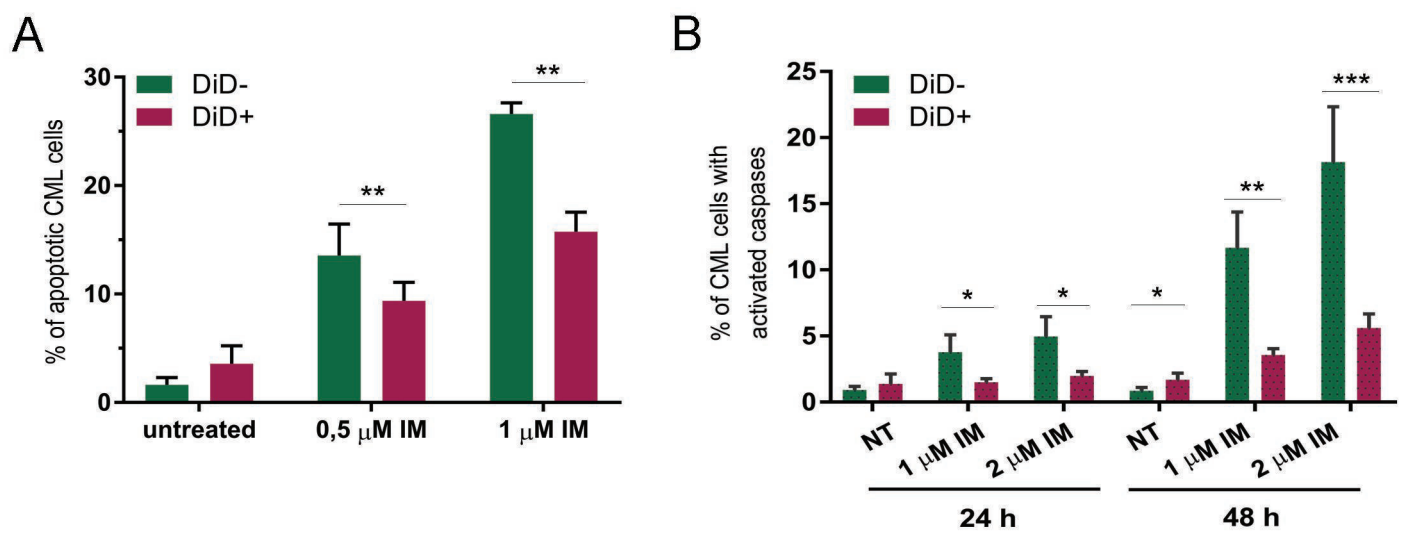 A
% of apoptotic CML cells
30
20
10
0
DiD-
DiD+
**
**
untreated
0,5 μM IM
1 μM IM
B
% of CML cells with
activated caspases
25
20
15
10
5
0
DiD-
DiD+
*
*
*
**
***
NT
1 μM IM
2 μM IM
NT
1 μM IM
2 μM IM
24 h
48 h